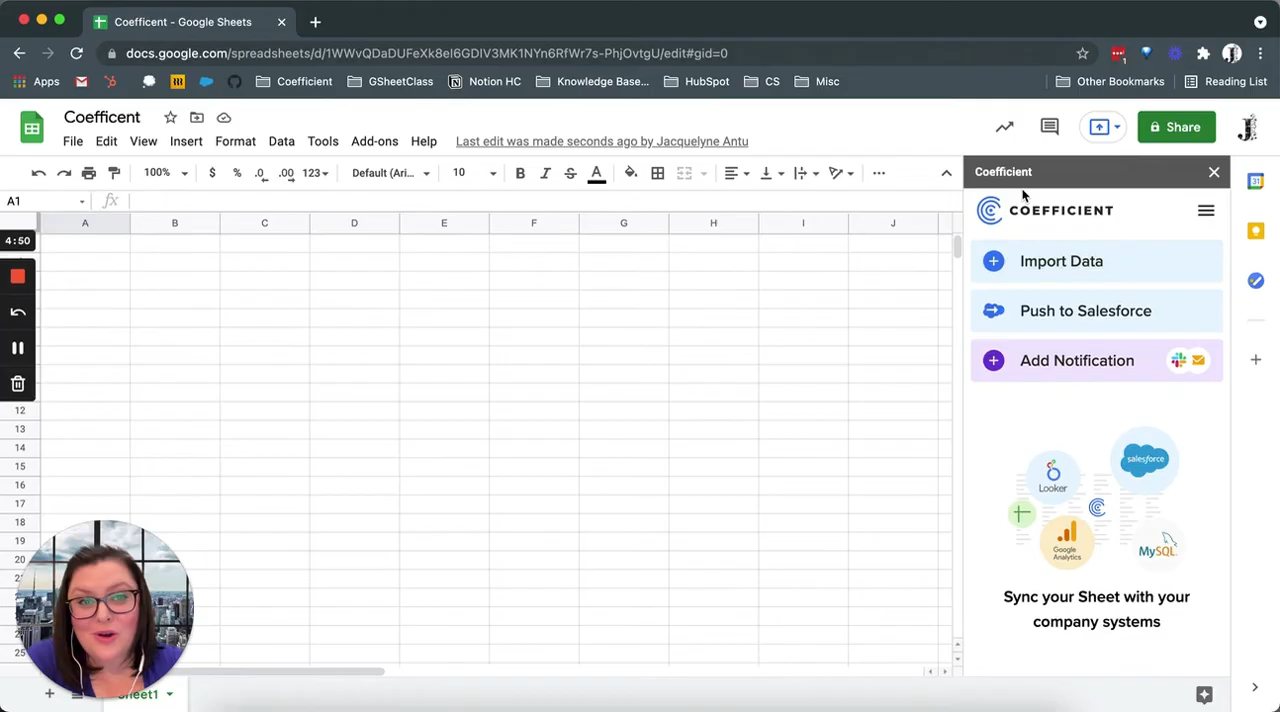 Coefficent - Google Sheets
docs.google.com/spreadsheets/d/1WWvQDaDUFeXk8eI6GDIV3MK1NYn6RfWr7s-PhjOvtgU/edit#gid=0
Apps
Coefficient
GSheetClass
Notion HC
Knowledge Base...
HubSpot
CS
Misc
Other Bookmarks
Reading List
Coefficent
File Edit View Insert Format Data Tools Add-ons Help Last edit was made seconds ago by Jacquelyne Antu
Share
100% $ % .0 .00 123 Default (Ari... 10 B I S A
Coefficient
A1 fx
COEFFICIENT
A B C D E F G H I J
4:50
Import Data
Push to Salesforce
Add Notification
12
13
14
15
16
17
18
19
20
25
salesforce
Looker
Google
Analytics
MySQL
Sync your Sheet with your
company systems
Sheet1